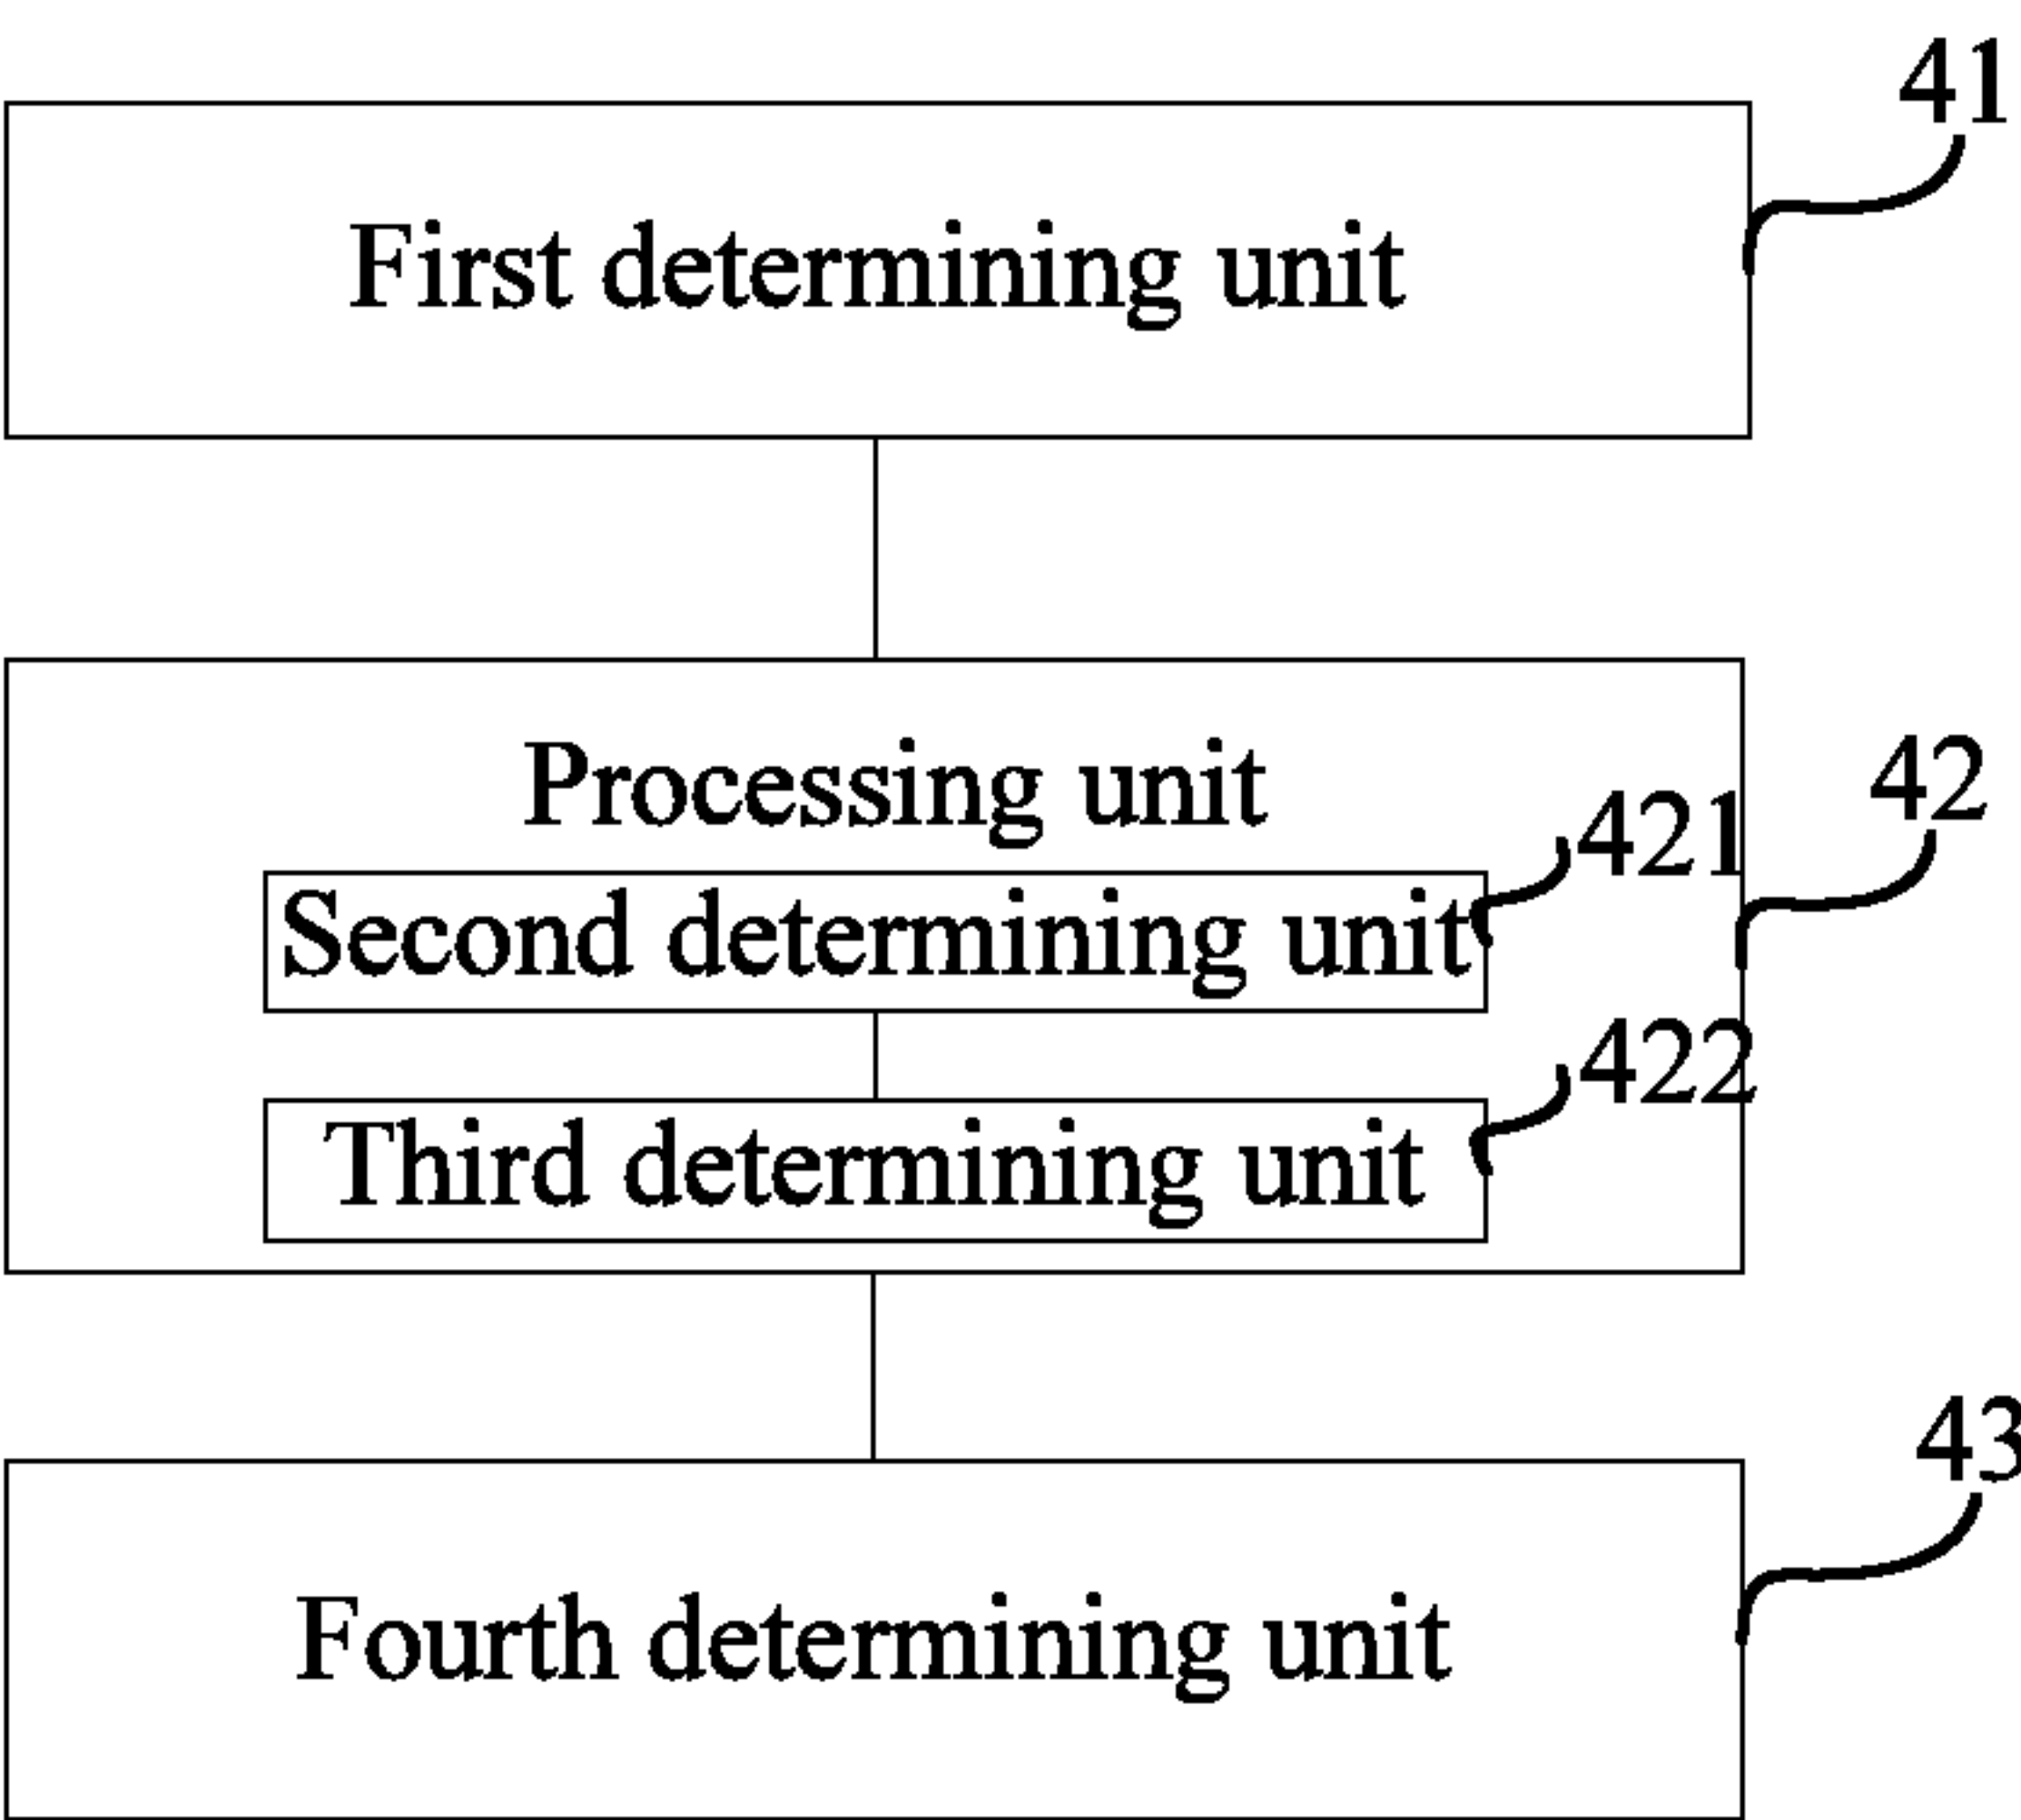 41
First determining unit
Processing unit
42
421
Second determining unit
422
Third determining unit
43
Fourth determining unit